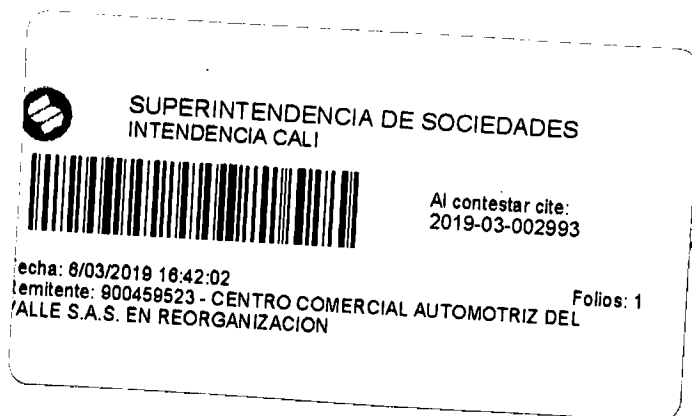 SUPERINTENDENCIA DE SOCIEDADES
INTENDENCIA CALI
Al contestar cite:
2019-03-002993
echa: 6/03/2019 16:42:02
Folios: 1
emitente: 900459523 - CENTRO COMERCIAL AUTOMOTRIZ DEL
ALLE S.A.S. EN REORGANIZACION